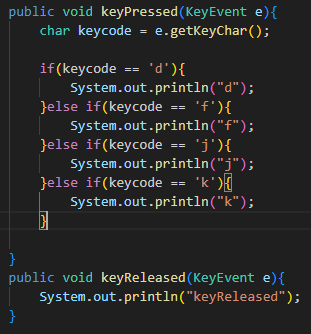 public void keyPressed(KeyEvent e){
    char keycode = e.getKeyChar();

    if(keycode == 'd'){
        System.out.println("d");
    }else if(keycode == 'f'){
        System.out.println("f");
    }else if(keycode == 'j'){
        System.out.println("j");
    }else if(keycode == 'k'){
        System.out.println("k");
    }

}
public void keyReleased(KeyEvent e){
    System.out.println("keyReleased");
}